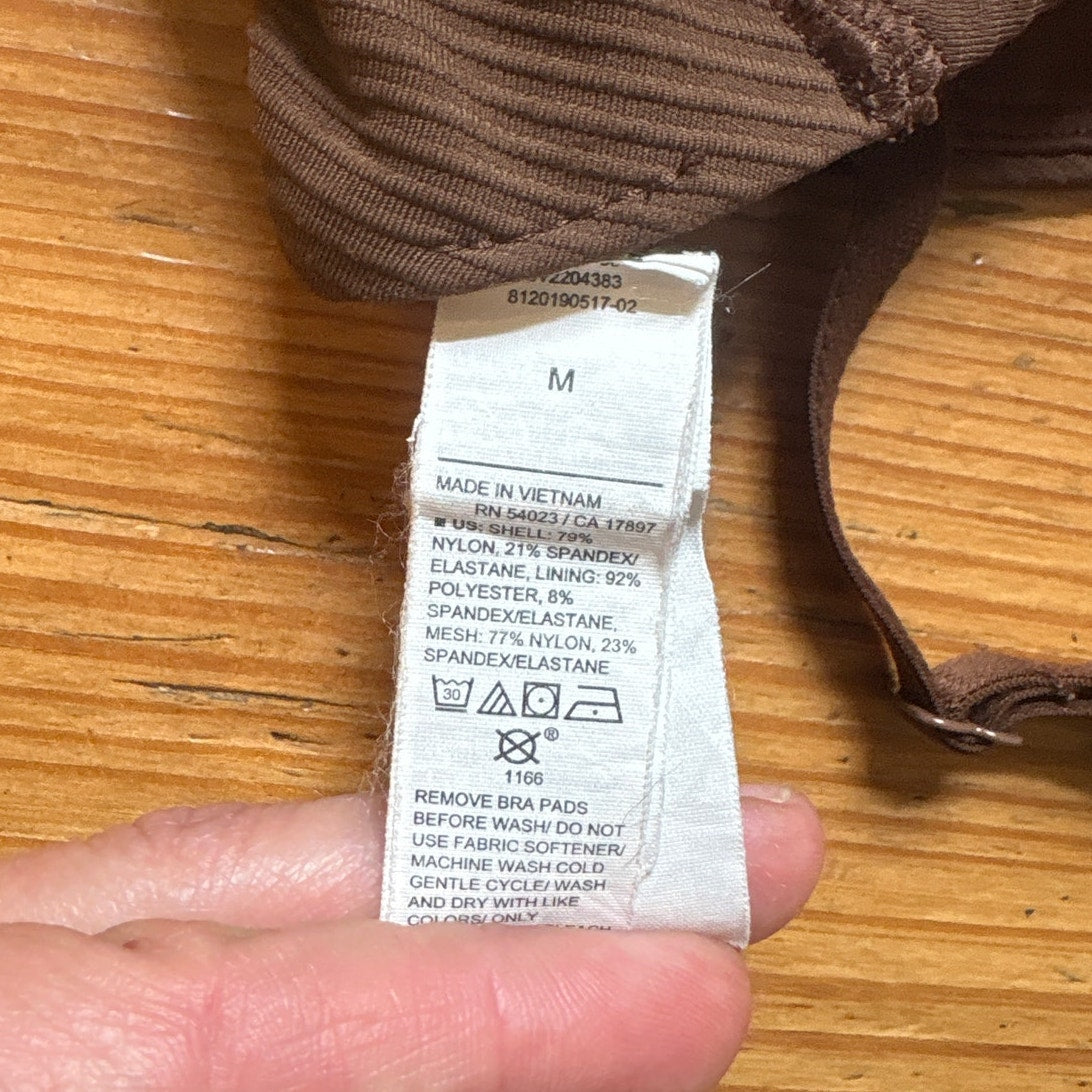 2204383
8120190517-02
M
MADE IN VIETNAM
RN 54023 / CA 17897
US: SHELL: 79%
NYLON, 21% SPANDEX/
ELASTANE, LINING: 92%
POLYESTER, 8%
SPANDEX/ELASTANE,
MESH: 77% NYLON, 23%
SPANDEX/ELASTANE
30
®
1166
REMOVE BRA PADS
BEFORE WASH/ DO NOT
USE FABRIC SOFTENER/
MACHINE WASH COLD
GENTLE CYCLE/ WASH
AND DRY WITH LIKE
COLORS/ ONLY